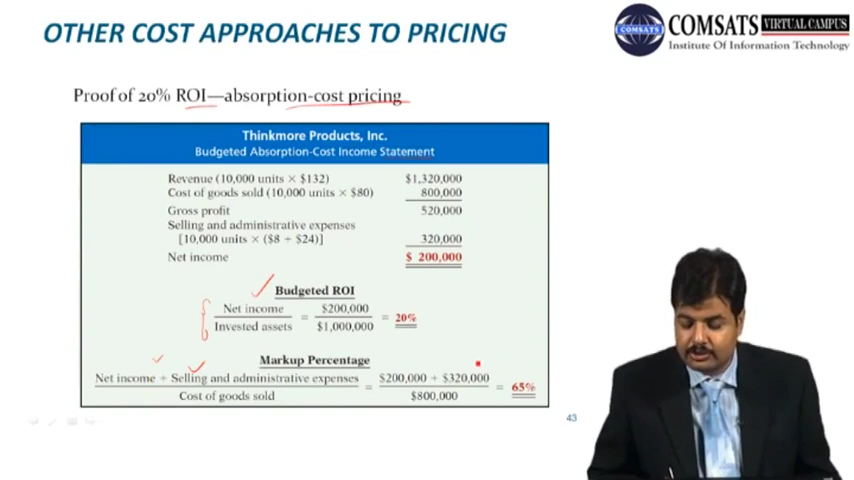 OTHER COST APPROACHES TO PRICING
COMSATS VIRTUAL CAMPUS
Institute Of Information Technology
COMSATS
Proof of 20% ROI—absorption-cost pricing
Thinkmore Products, Inc.
Budgeted Absorption-Cost Income Statement
Revenue (10,000 units × $132) $1,320,000
Cost of goods sold (10,000 units × $80) 800,000
Gross profit 520,000
Selling and administrative expenses
[10,000 units × ($8 + $24)] 320,000
Net income $ 200,000
Budgeted ROI
Net income = $200,000 = 20%
Invested assets $1,000,000
Markup Percentage
Net income + Selling and administrative expenses = $200,000 + $320,000 = 65%
Cost of goods sold $800,000
43